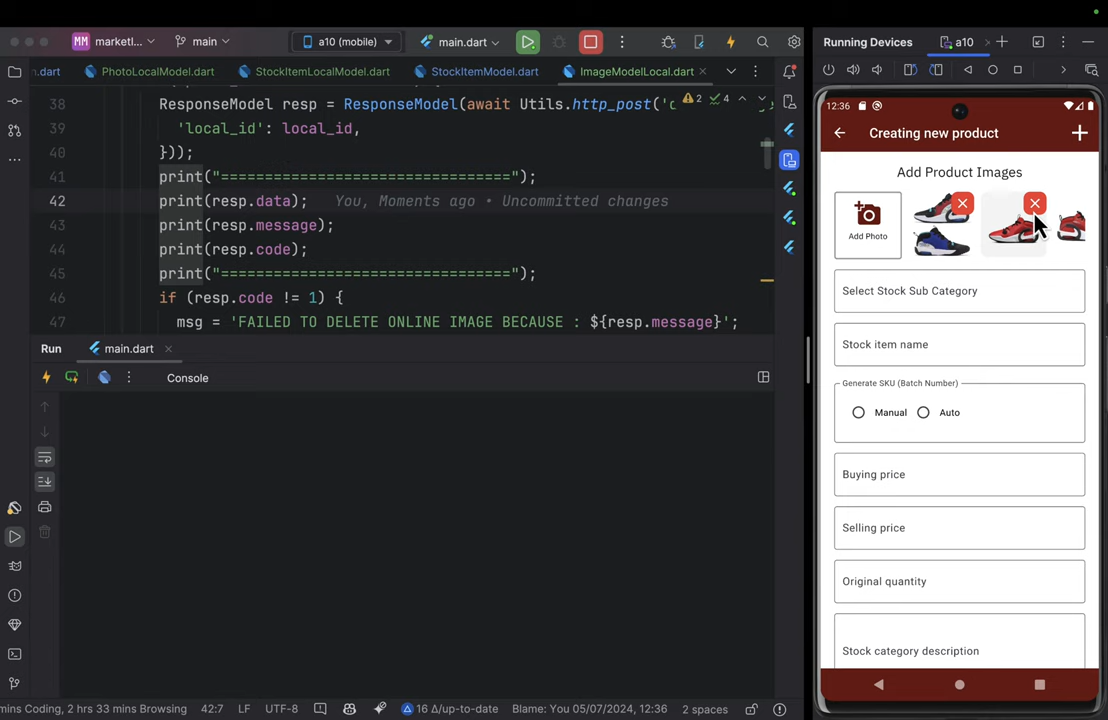 MM marketI...
main
a10 (mobile)
main.dart
n.dart
PhotoLocalModel.dart
StockItemLocalModel.dart
StockItemModel.dart
ImageModelLocal.dart
38 ResponseModel resp = ResponseModel(await Utils.http_post('
2 4
39 'local_id': local_id,
40 }));
41 print("===============================");
42 print(resp.data); You, Moments ago • Uncommitted changes
43 print(resp.message);
44 print(resp.code);
45 print("===============================");
46 if (resp.code != 1) {
47 msg = 'FAILED TO DELETE ONLINE IMAGE BECAUSE : ${resp.message}';
Run
main.dart
Console
mins Coding, 2 hrs 33 mins Browsing
42:7
LF
UTF-8
16 Δ/up-to-date
Blame: You 05/07/2024, 12:36
2 spaces
Running Devices
a10
12:36
Creating new product
Add Product Images
Add Photo
Select Stock Sub Category
Stock item name
Generate SKU (Batch Number)
Manual
Auto
Buying price
Selling price
Original quantity
Stock category description